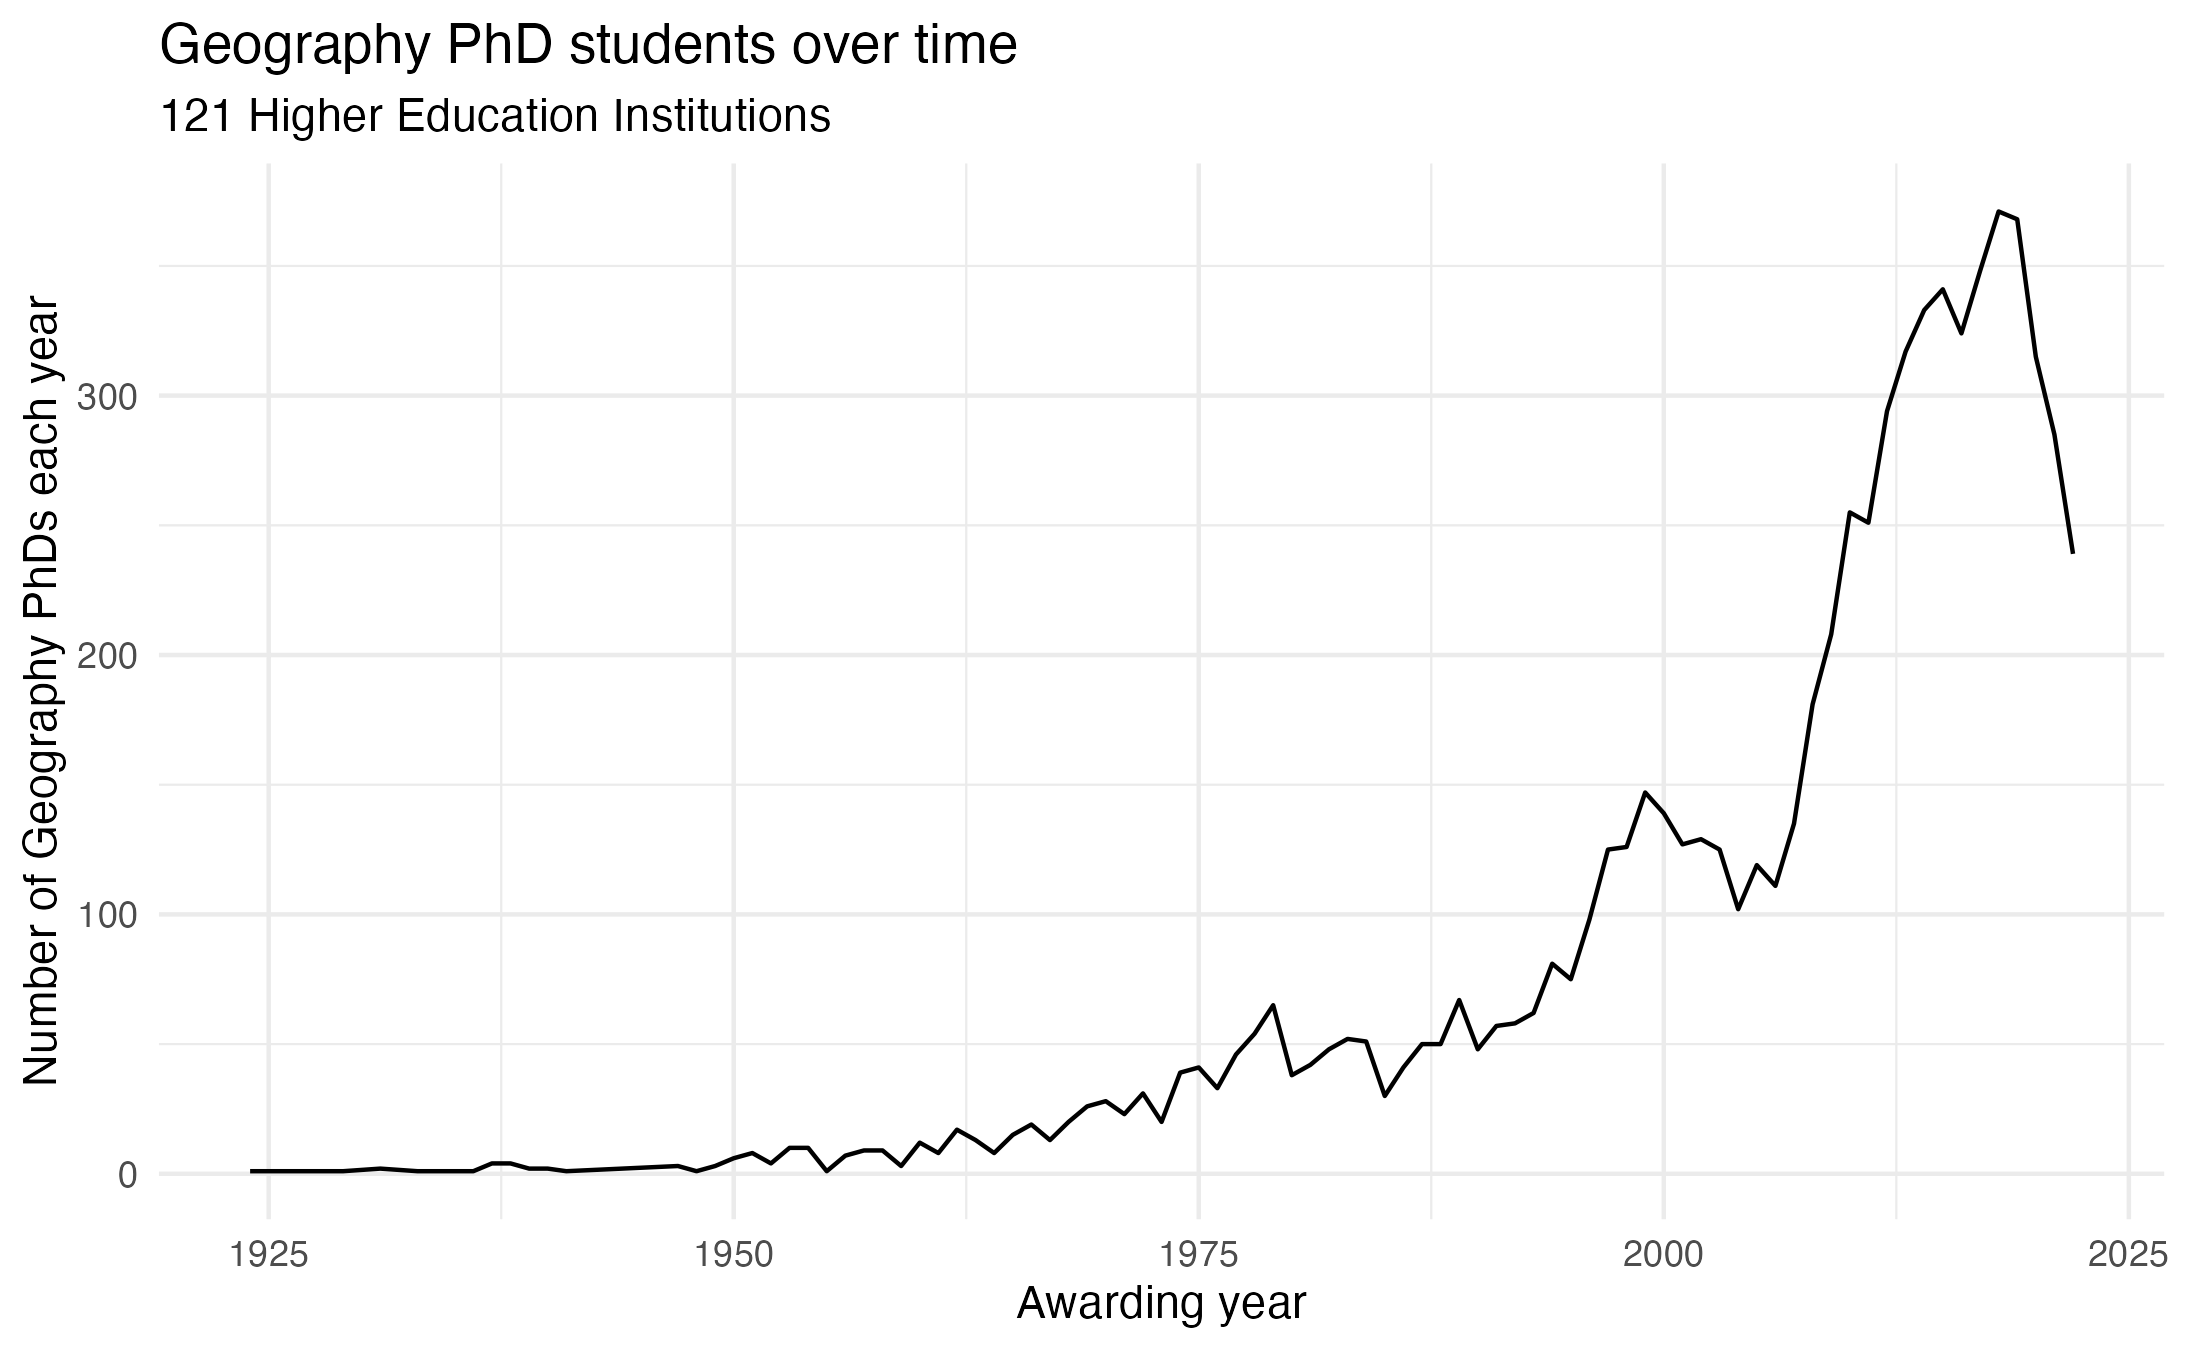 Geography PhD students over time
121 Higher Education Institutions
Number of Geography PhDs each year
300
200
100
0
1925
1950
1975
2000
2025
Awarding year